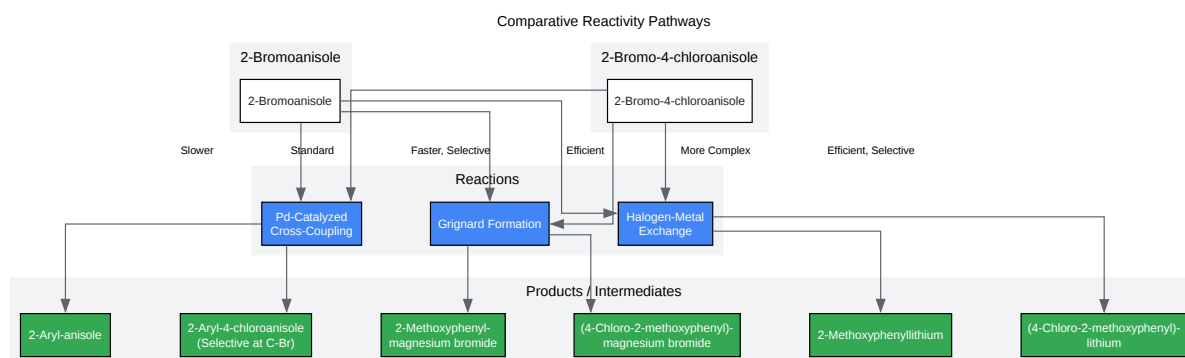 Comparative Reactivity Pathways
2-Bromoanisole
2-Bromo-4-chloroanisole
2-Bromoanisole
2-Bromo-4-chloroanisole
Slower
Standard
Faster, Selective
Efficient
More Complex
Efficient, Selective
Reactions
Pd-Catalyzed
Cross-Coupling
Grignard Formation
Halogen-Metal
Exchange
Products / Intermediates
2-Aryl-anisole
2-Aryl-4-chloroanisole
(Selective at C-Br)
2-Methoxyphenyl-
magnesium bromide
(4-Chloro-2-methoxyphenyl)-
magnesium bromide
2-Methoxyphenyllithium
(4-Chloro-2-methoxyphenyl)-
lithium